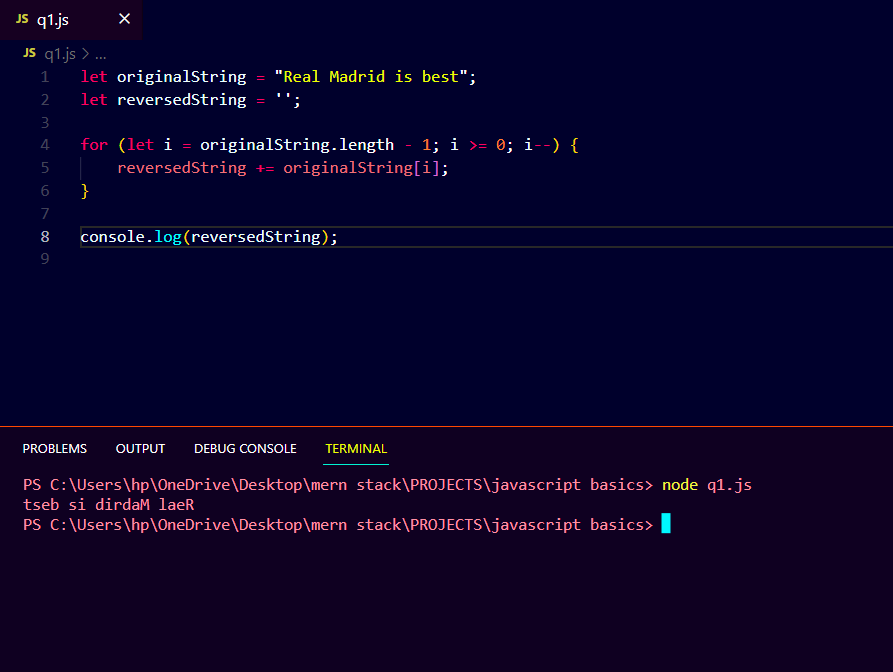 JS q1.js ×
JS q1.js > ...
1 let originalString = "Real Madrid is best";
2 let reversedString = '';
3
4 for (let i = originalString.length - 1; i >= 0; i--) {
5     reversedString += originalString[i];
6 }
7
8 console.log(reversedString);
9
PROBLEMS OUTPUT DEBUG CONSOLE TERMINAL
PS C:\Users\hp\OneDrive\Desktop\mern stack\PROJECTS\javascript basics> node q1.js
tseb si dirdaM laeR
PS C:\Users\hp\OneDrive\Desktop\mern stack\PROJECTS\javascript basics>